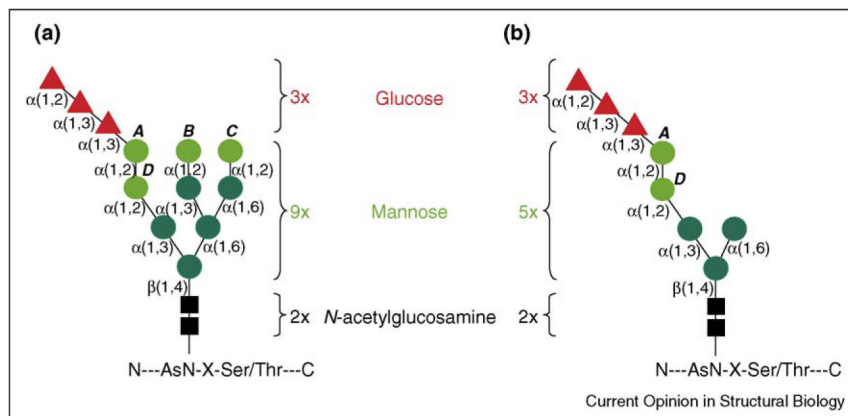 (a)
(b)
α(1,2)
α(1,3)
α(1,3)
A
B
C
α(1,2)
D
α(1,2)
α(1,2)
α(1,2)
α(1,3)
α(1,6)
α(1,3)
α(1,6)
β(1,4)
N---AsN-X-Ser/Thr---C
3x
Glucose
3x
9x
Mannose
5x
2x
N-acetylglucosamine
2x
α(1,2)
α(1,3)
α(1,3)
A
α(1,2)
D
α(1,2)
α(1,3)
α(1,6)
β(1,4)
N---AsN-X-Ser/Thr---C
Current Opinion in Structural Biology